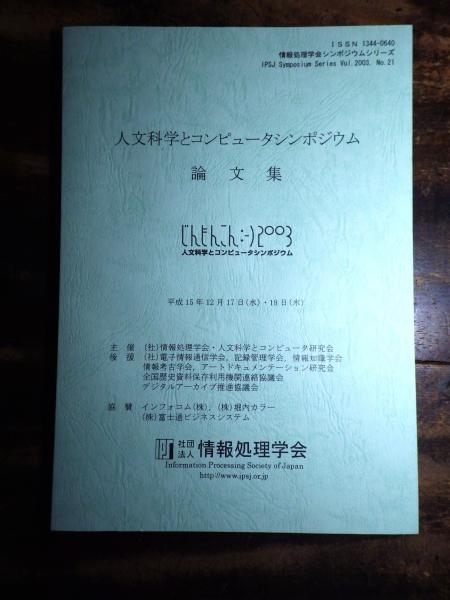 ISSN 1344-0640
情報処理学会シンポジウムシリーズ
IPSJ Symposium Series Vol.2003, No.21
人文科学とコンピュータシンポジウム
論文集
じんもんこん:-)2003
人文科学とコンピュータシンポジウム
平成15年12月17日(水)・18日(木)
主催 (社)情報処理学会・人文科学とコンピュータ研究会
後援 (社)電子情報通信学会, 記録管理学会, 情報知識学会
情報考古学会, アートドキュメンテーション研究会
全国歴史資料保存利用機関連絡協議会
デジタルアーカイブ推進協議会
協賛 インフォコム(株), (株)堀内カラー
(株)富士通ビジネスシステム
社団法人 情報処理学会
Information Processing Society of Japan
http://www.ipsj.or.jp